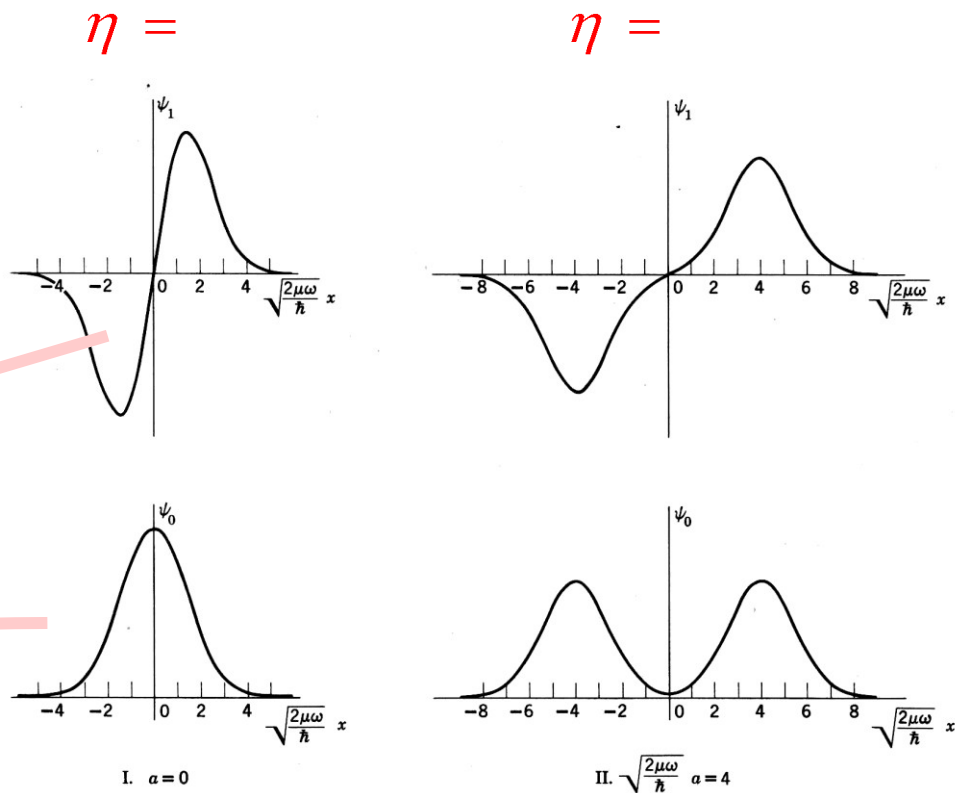 η = η =
ψ₁ ψ₁
−4 −2 0 2 4 √(2μω/ħ) x
−8 −6 −4 −2 0 2 4 6 8 √(2μω/ħ) x
ψ₀ ψ₀
−4 −2 0 2 4 √(2μω/ħ) x
−8 −6 −4 −2 0 2 4 6 8 √(2μω/ħ) x
I. a = 0 II. √(2μω/ħ) a = 4